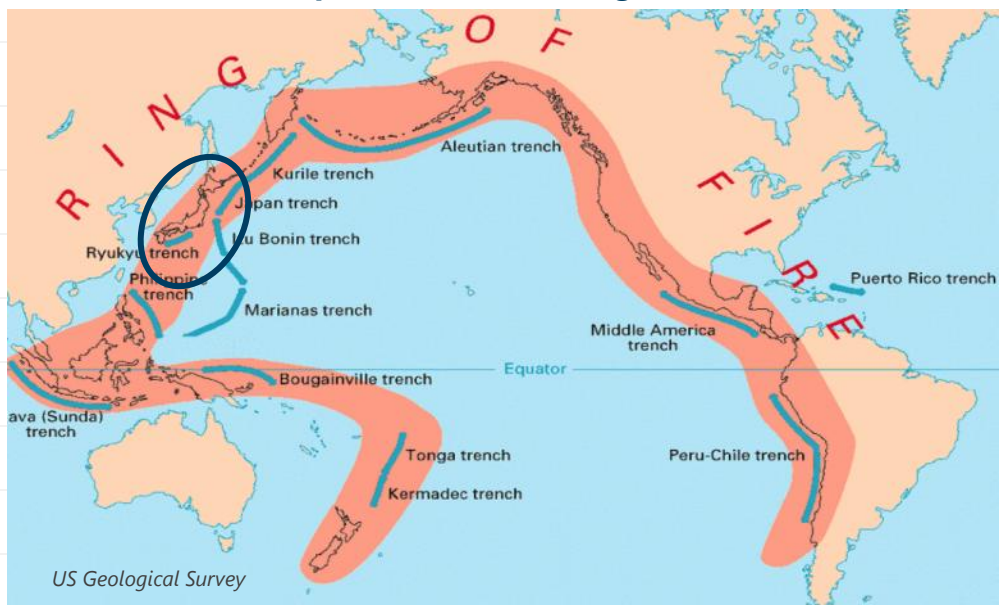 RING OF FIRE
Aleutian trench
Kurile trench
Japan trench
Bonin trench
Ryukyu trench
Philippine
trench
Marianas trench
Puerto Rico trench
Middle America
trench
Equator
Bougainville trench
ava (Sunda)
trench
Tonga trench
Peru-Chile trench
Kermadec trench
US Geological Survey